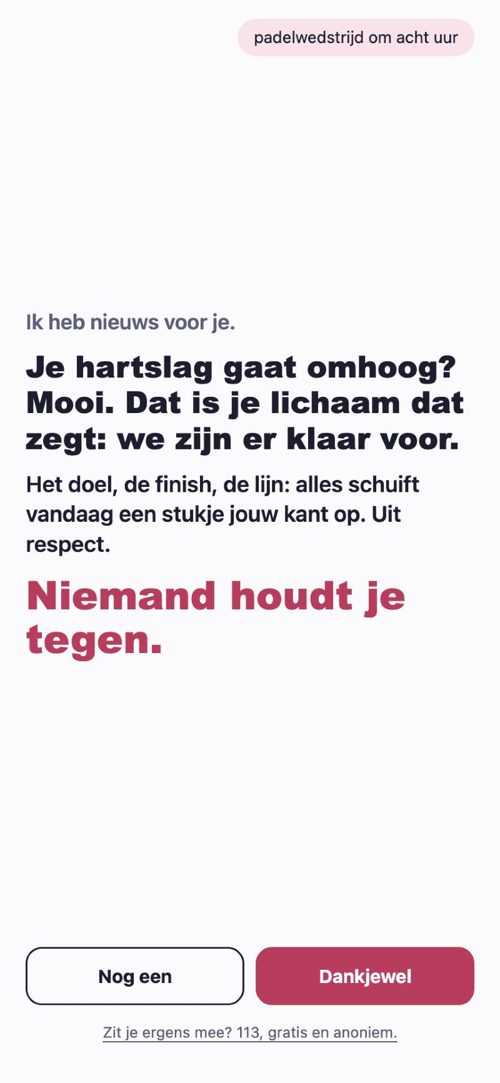 padelwedstrijd om acht uur
Ik heb nieuws voor je.
Je hartslag gaat omhoog?
Mooi. Dat is je lichaam dat
zegt: we zijn er klaar voor.
Het doel, de finish, de lijn: alles schuift
vandaag een stukje jouw kant op. Uit
respect.
Niemand houdt je
tegen.
Nog een
Dankjewel
Zit je ergens mee? 113, gratis en anoniem.